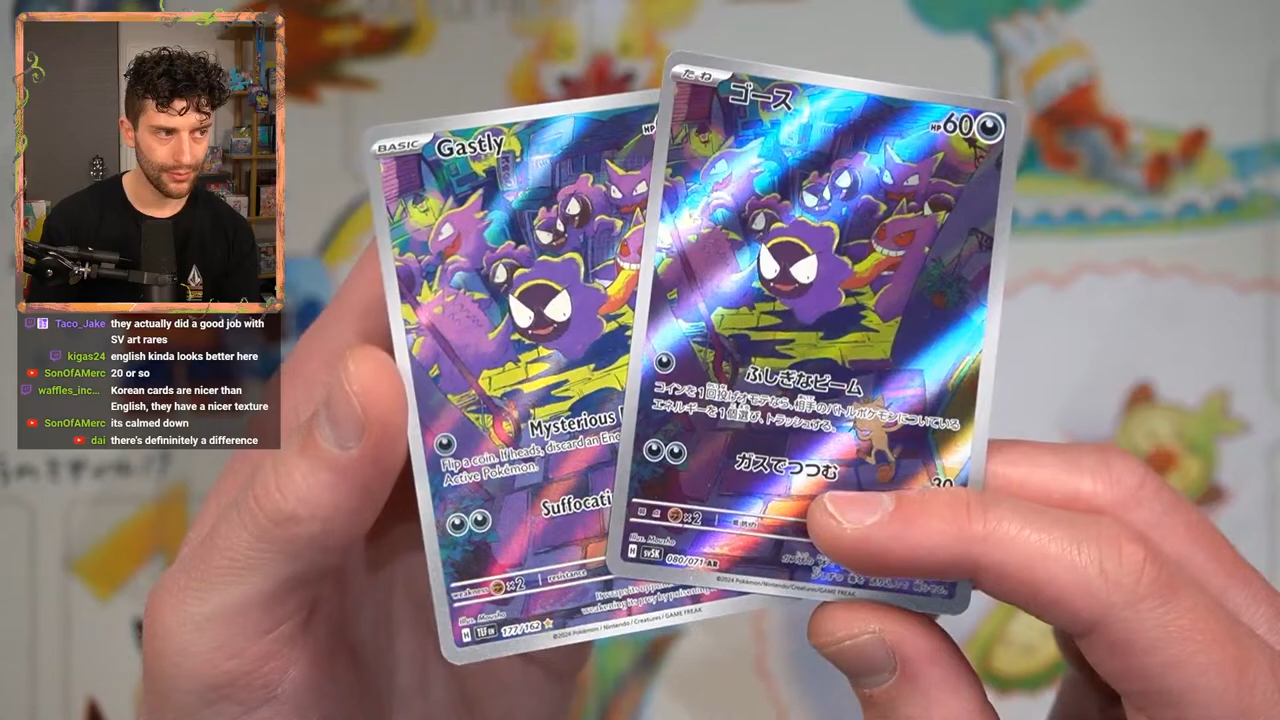 Taco_Jake they actually did a good job with
SV art rares
kigas24 english kinda looks better here
SonOfAMerc 20 or so
waffles_inc... Korean cards are nicer than
English, they have a nicer texture
SonOfAMerc its calmed down
dai there's defininitely a difference
BASIC Gastly HP
Mysterious
Flip a coin. If heads, discard an
Active Pokémon.
weakness ×2 resistance
Illus. Mousho
H TEF EN 177/162
©2024 Pokémon / Nintendo / Creatures / GAME FREAK
たね ゴース HP 60
ふしぎなビーム
コインを1回投げオモテなら、相手のバトルポケモンについている
エネルギーを1個選び、トラッシュする。
ガスでつつむ 30
弱点 ×2 抵抗力
Illus. Mousho
H sv5K 080/071 AR
©2024 Pokémon/Nintendo/Creatures/GAME FREAK.